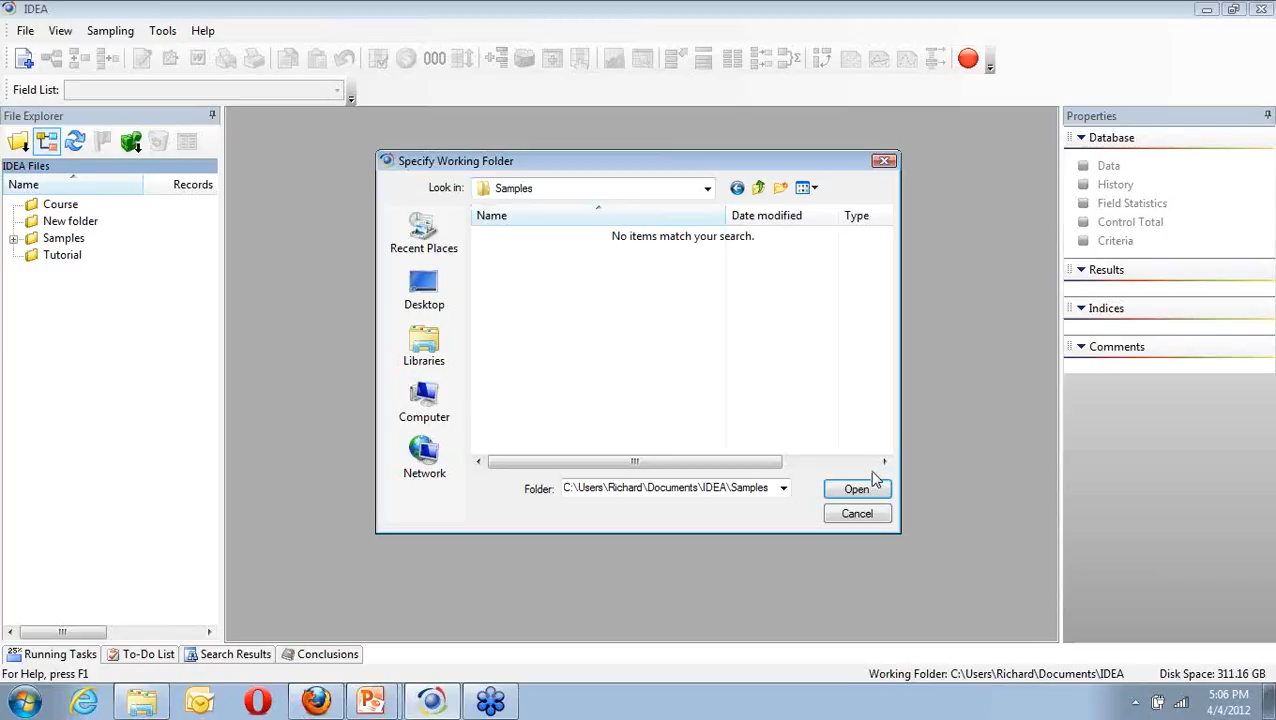 IDEA
File View Sampling Tools Help
000
Field List:
File Explorer
IDEA Files
Name Records
Course
New folder
Samples
Tutorial
Specify Working Folder
Look in: Samples
Name Date modified Type
No items match your search.
Recent Places
Desktop
Libraries
Computer
Network
Folder: C:\Users\Richard\Documents\IDEA\Samples
Open
Cancel
Properties
Database
Data
History
Field Statistics
Control Total
Criteria
Results
Indices
Comments
Running Tasks To-Do List Search Results Conclusions
For Help, press F1
Working Folder: C:\Users\Richard\Documents\IDEA Disk Space: 311.16 GB
5:06 PM
4/4/2012